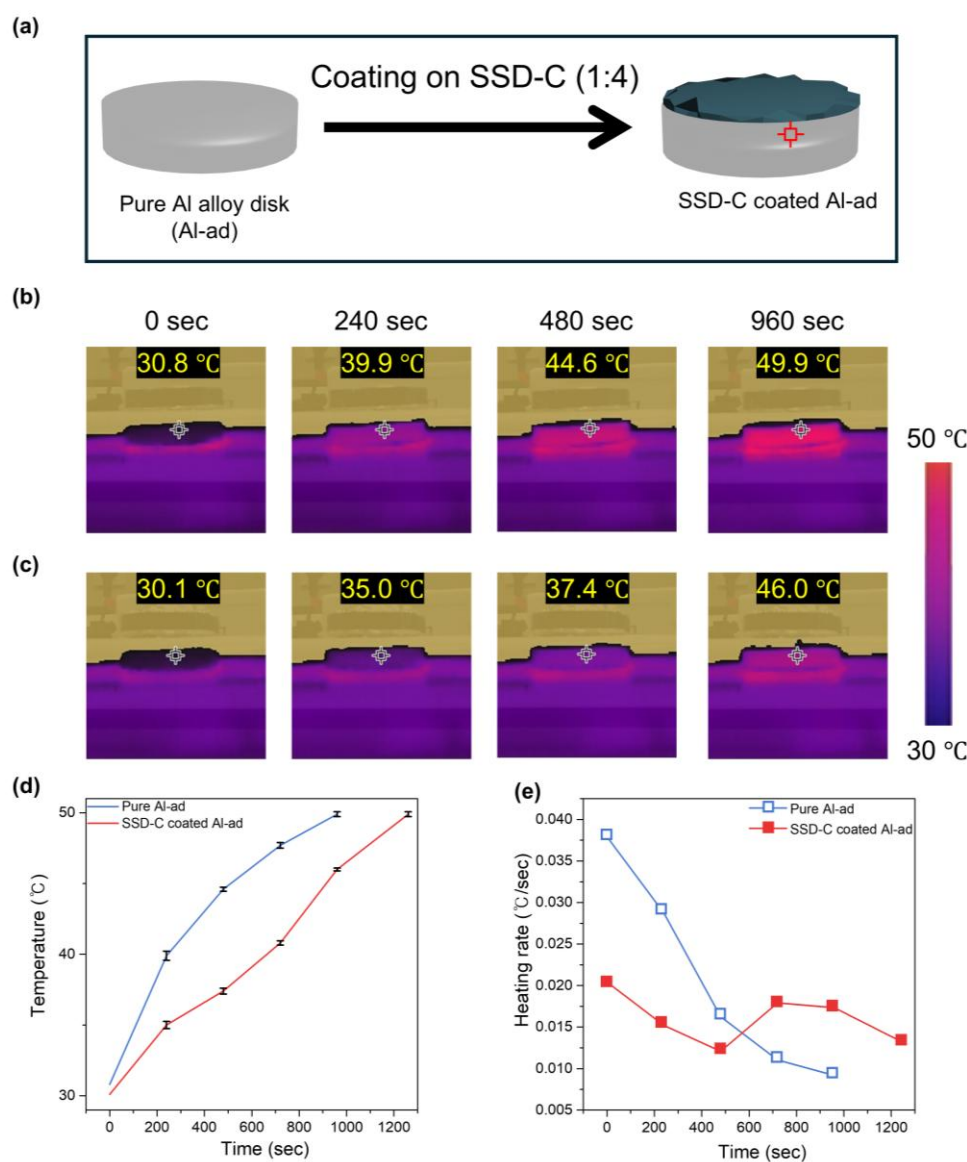 (a)
Coating on SSD-C (1:4)
Pure Al alloy disk
(Al-ad)
SSD-C coated Al-ad
(b)
0 sec
240 sec
480 sec
960 sec
30.8 ℃
39.9 ℃
44.6 ℃
49.9 ℃
50 ℃
(c)
30.1 ℃
35.0 ℃
37.4 ℃
46.0 ℃
30 ℃
(d)
Pure Al-ad
SSD-C coated Al-ad
50
40
30
Temperature (℃)
0
200
400
600
800
1000
1200
Time (sec)
(e)
Pure Al-ad
SSD-C coated Al-ad
0.040
0.035
0.030
0.025
0.020
0.015
0.010
0.005
Heating rate (℃/sec)
0
200
400
600
800
1000
1200
Time (sec)